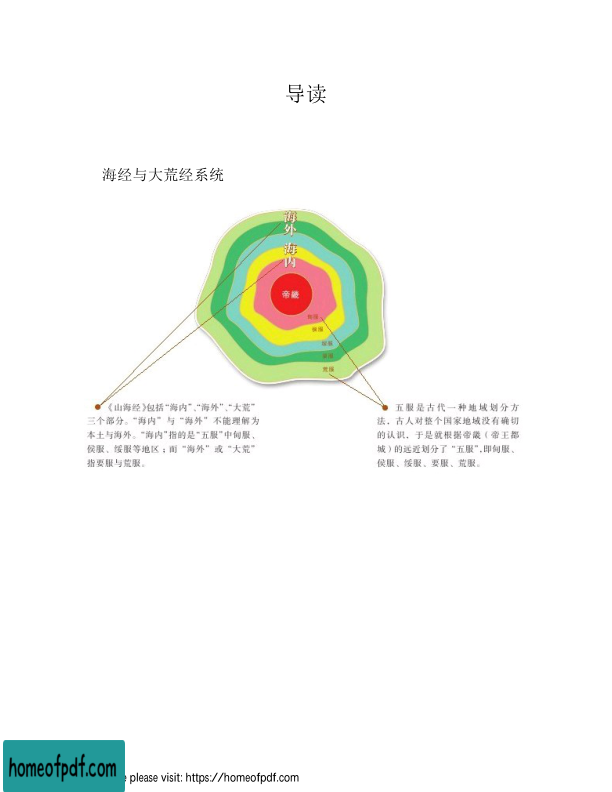 导读
海经与大荒经系统
海外
海内
帝畿
甸服
侯服
绥服
要服
荒服
《山海经》包括“海内”、“海外”、“大荒”
三个部分。“海内” 与 “海外” 不能理解为
本土与海外。“海内”指的是“五服”中甸服、
侯服、绥服等地区；而 “海外” 或 “大荒”
指要服与荒服。
五服是古代一种地域划分方
法，古人对整个国家地域没有确切
的认识，于是就根据帝畿（帝王都
城）的远近划分了 “五服”，即甸服、
侯服、绥服、要服、荒服。
homeofpdf.com
e please visit: https://homeofpdf.com